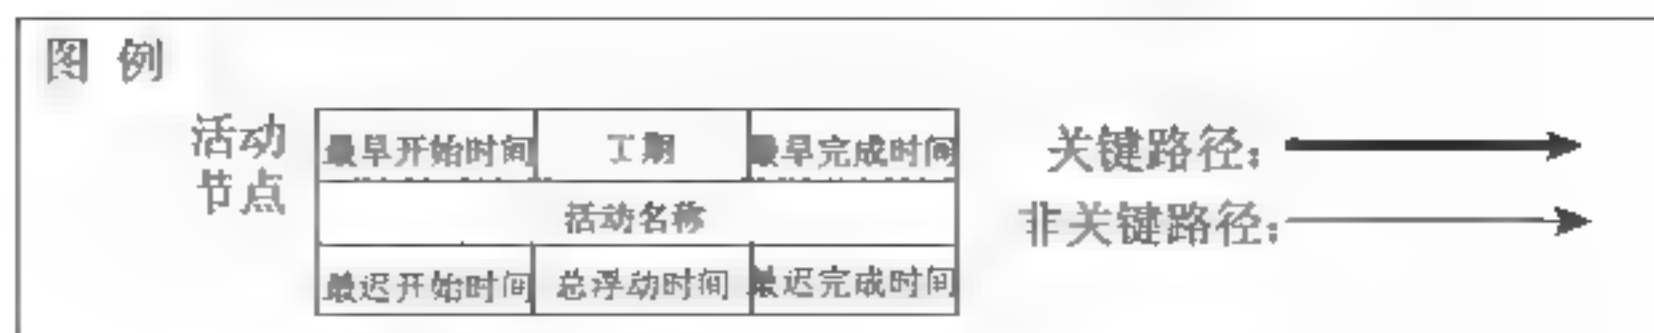 图 例
活动
节点
最早开始时间 工期 最早完成时间
活动名称
最迟开始时间 总浮动时间 最迟完成时间
关键路径:
非关键路径: